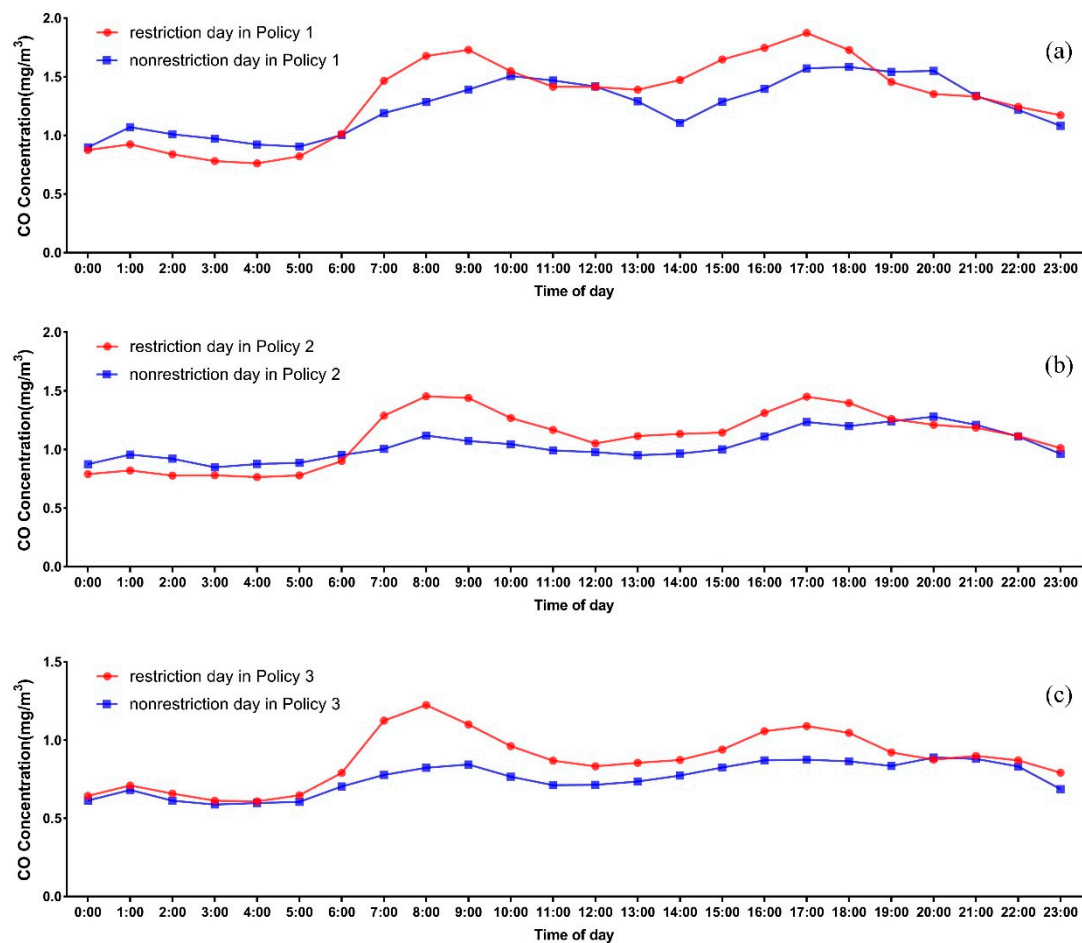 2.0
restriction day in Policy 1
nonrestriction day in Policy 1
(a)
1.5
1.0
0.5
0.0
CO Concentration(mg/m³)
0:00 1:00 2:00 3:00 4:00 5:00 6:00 7:00 8:00 9:00 10:00 11:00 12:00 13:00 14:00 15:00 16:00 17:00 18:00 19:00 20:00 21:00 22:00 23:00
Time of day
2.0
restriction day in Policy 2
nonrestriction day in Policy 2
(b)
1.5
1.0
0.5
0.0
CO Concentration(mg/m³)
0:00 1:00 2:00 3:00 4:00 5:00 6:00 7:00 8:00 9:00 10:00 11:00 12:00 13:00 14:00 15:00 16:00 17:00 18:00 19:00 20:00 21:00 22:00 23:00
Time of day
1.5
restriction day in Policy 3
nonrestriction day in Policy 3
(c)
1.0
0.5
0.0
CO Concentration(mg/m³)
0:00 1:00 2:00 3:00 4:00 5:00 6:00 7:00 8:00 9:00 10:00 11:00 12:00 13:00 14:00 15:00 16:00 17:00 18:00 19:00 20:00 21:00 22:00 23:00
Time of day